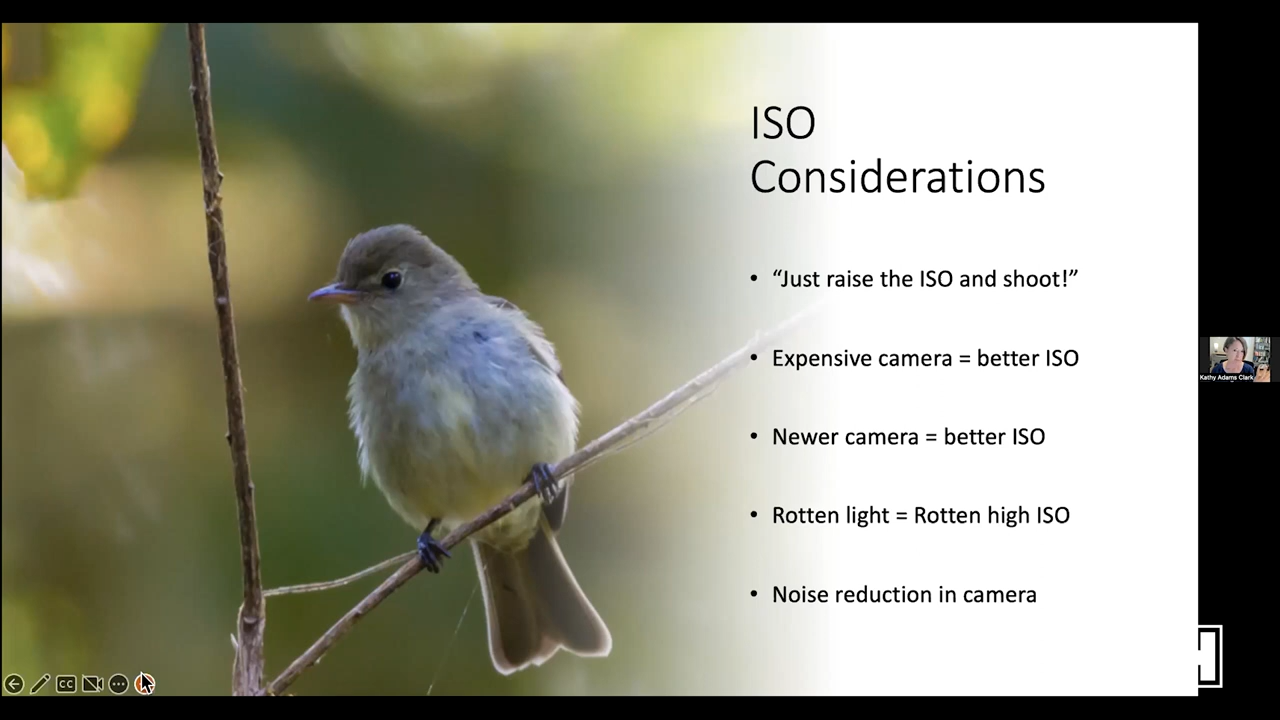 ISO
Considerations
• “Just raise the ISO and shoot!”
• Expensive camera = better ISO
• Newer camera = better ISO
• Rotten light = Rotten high ISO
• Noise reduction in camera
Kathy Adams Clark
CC